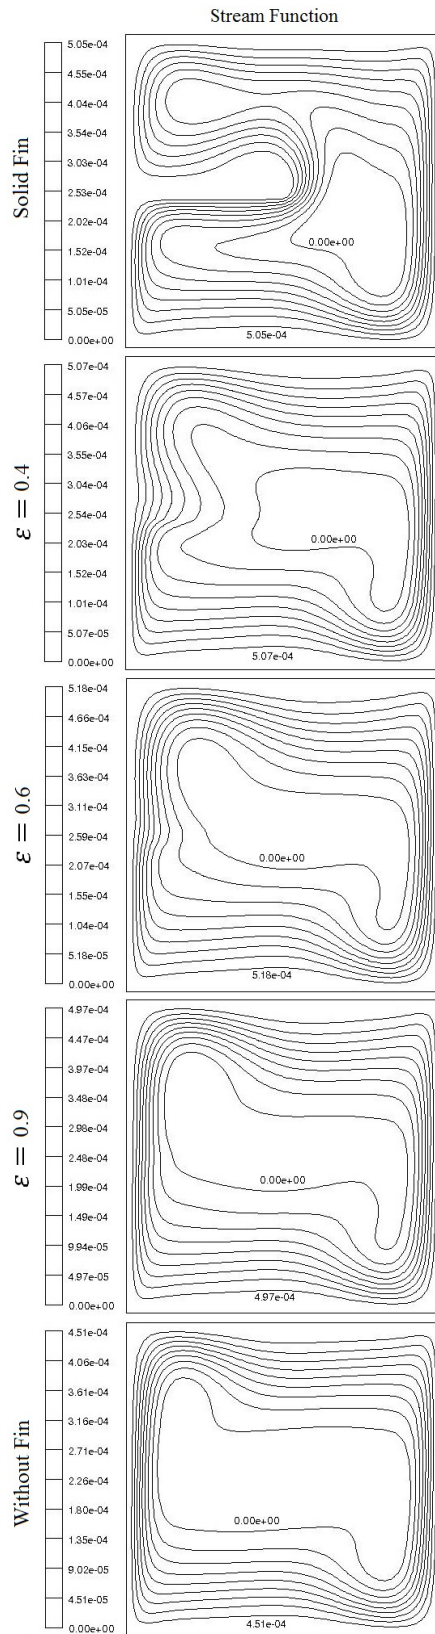 Stream Function
Solid Fin
5.05e-04
4.55e-04
4.04e-04
3.54e-04
3.03e-04
2.53e-04
2.02e-04
1.52e-04
1.01e-04
5.05e-05
0.00e+00
0.00e+00
5.05e-04
ε = 0.4
5.07e-04
4.57e-04
4.06e-04
3.55e-04
3.04e-04
2.54e-04
2.03e-04
1.52e-04
1.01e-04
5.07e-05
0.00e+00
0.00e+00
5.07e-04
ε = 0.6
5.18e-04
4.66e-04
4.15e-04
3.63e-04
3.11e-04
2.59e-04
2.07e-04
1.55e-04
1.04e-04
5.18e-05
0.00e+00
0.00e+00
5.18e-04
ε = 0.9
4.97e-04
4.47e-04
3.97e-04
3.48e-04
2.98e-04
2.48e-04
1.99e-04
1.49e-04
9.94e-05
4.97e-05
0.00e+00
0.00e+00
4.97e-04
Without Fin
4.51e-04
4.06e-04
3.61e-04
3.16e-04
2.71e-04
2.26e-04
1.80e-04
1.35e-04
9.02e-05
4.51e-05
0.00e+00
0.00e+00
4.51e-04